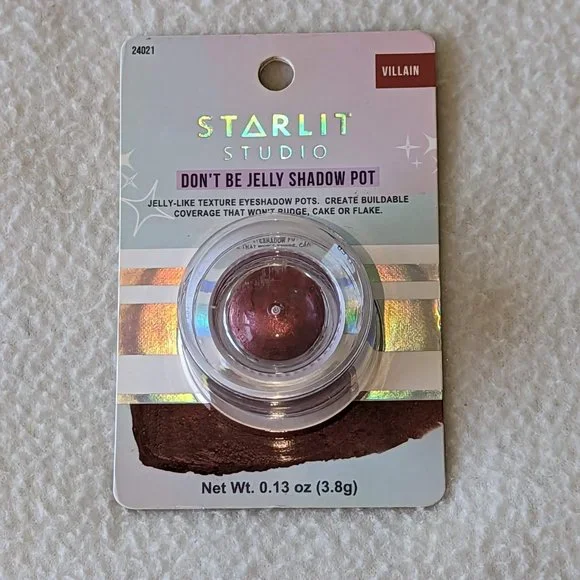 24021
VILLAIN
STARLIT
STUDIO
DON'T BE JELLY SHADOW POT
JELLY-LIKE TEXTURE EYESHADOW POTS. CREATE BUILDABLE
COVERAGE THAT WON'T BUDGE, CAKE OR FLAKE.
Net Wt. 0.13 oz (3.8g)